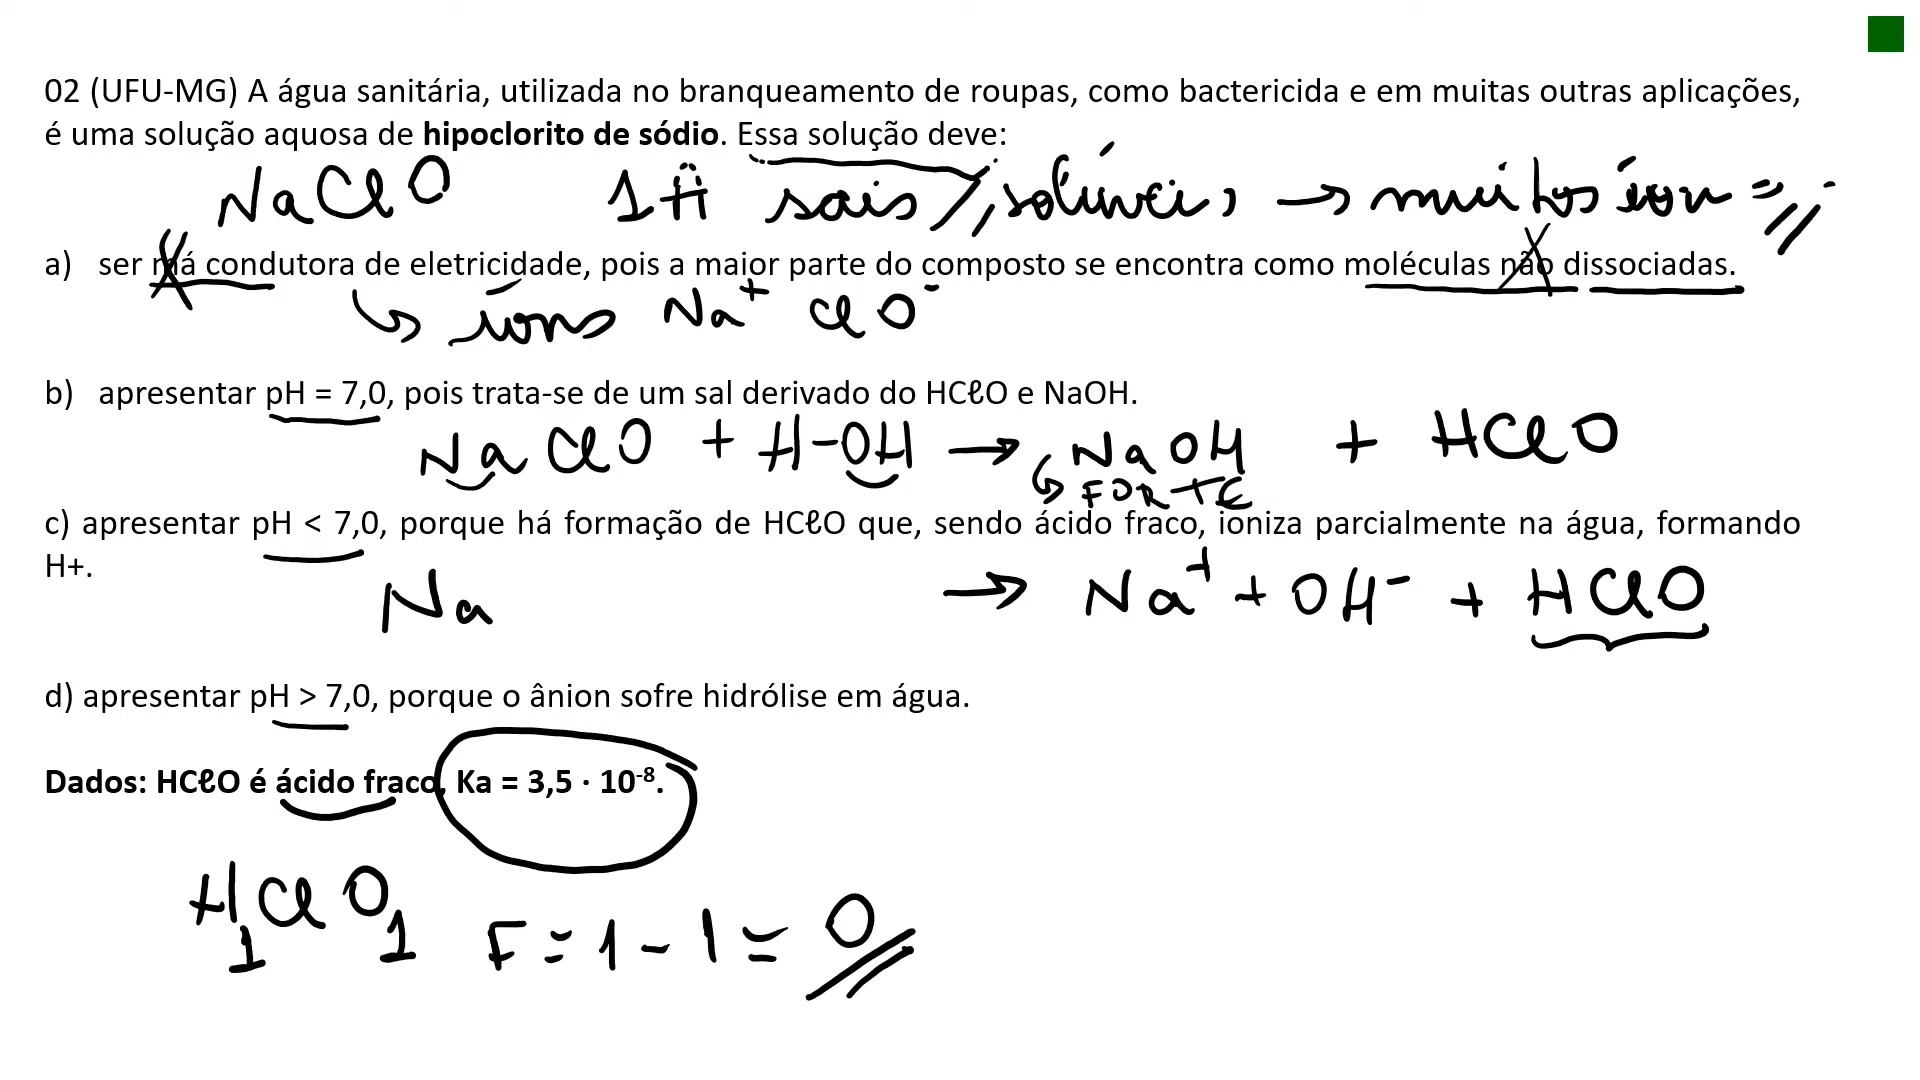 02 (UFU-MG) A água sanitária, utilizada no branqueamento de roupas, como bactericida e em muitas outras aplicações,
é uma solução aquosa de hipoclorito de sódio. Essa solução deve:
NaClO 1A sais solúveis → muitos íons
a) ser má condutora de eletricidade, pois a maior parte do composto se encontra como moléculas não dissociadas.
↳ íons Na⁺ ClO⁻
b) apresentar pH = 7,0, pois trata-se de um sal derivado do HCℓO e NaOH.
NaClO + H-OH → NaOH + HClO
↳ FORTE
c) apresentar pH < 7,0, porque há formação de HCℓO que, sendo ácido fraco, ioniza parcialmente na água, formando
H+.
Na → Na⁺ + OH⁻ + HClO
d) apresentar pH > 7,0, porque o ânion sofre hidrólise em água.
Dados: HCℓO é ácido fraco, Ka = 3,5 · 10⁻⁸.
H₁ClO₁ F = 1 - 1 = 0